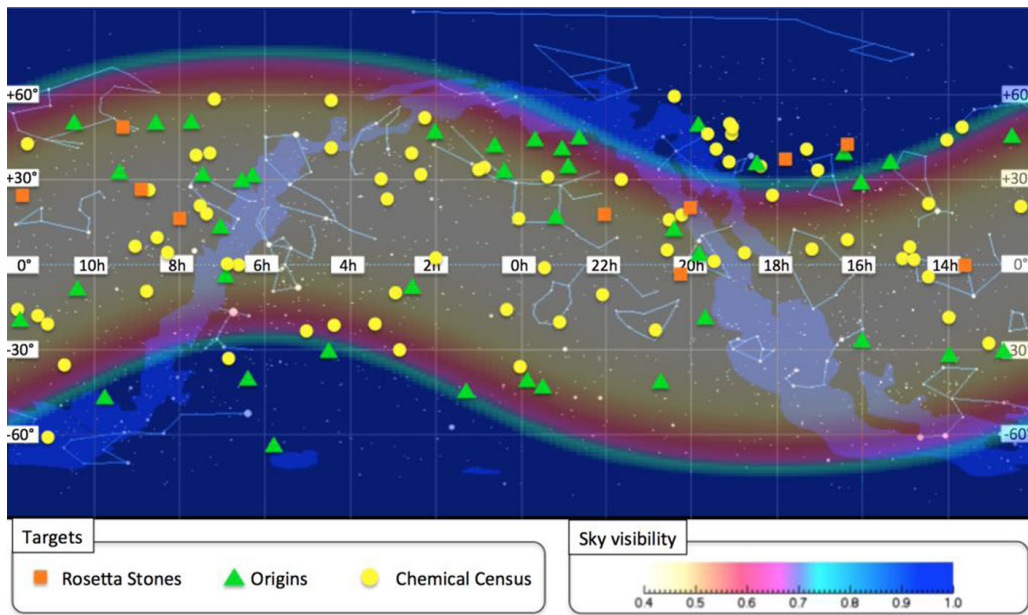 +60° +60°
+30° +30°
0° 10h 8h 6h 4h 2h 0h 22h 20h 18h 16h 14h 0°
-30° -30°
-60° -60°
Targets Sky visibility
Rosetta Stones Origins Chemical Census
0.4 0.5 0.6 0.7 0.8 0.9 1.0